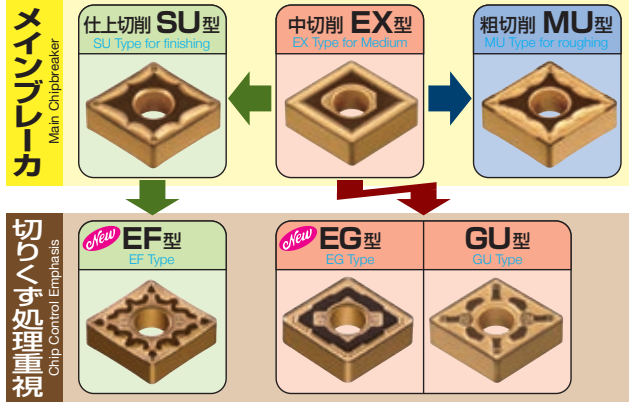 メインブレーカ
Main Chipbreaker
仕上切削 SU型
SU Type for finishing
中切削 EX型
EX Type for Medium
粗切削 MU型
MU Type for roughing
切りくず処理重視
Chip Control Emphasis
New EF型
EF Type
New EG型
EG Type
GU型
GU Type